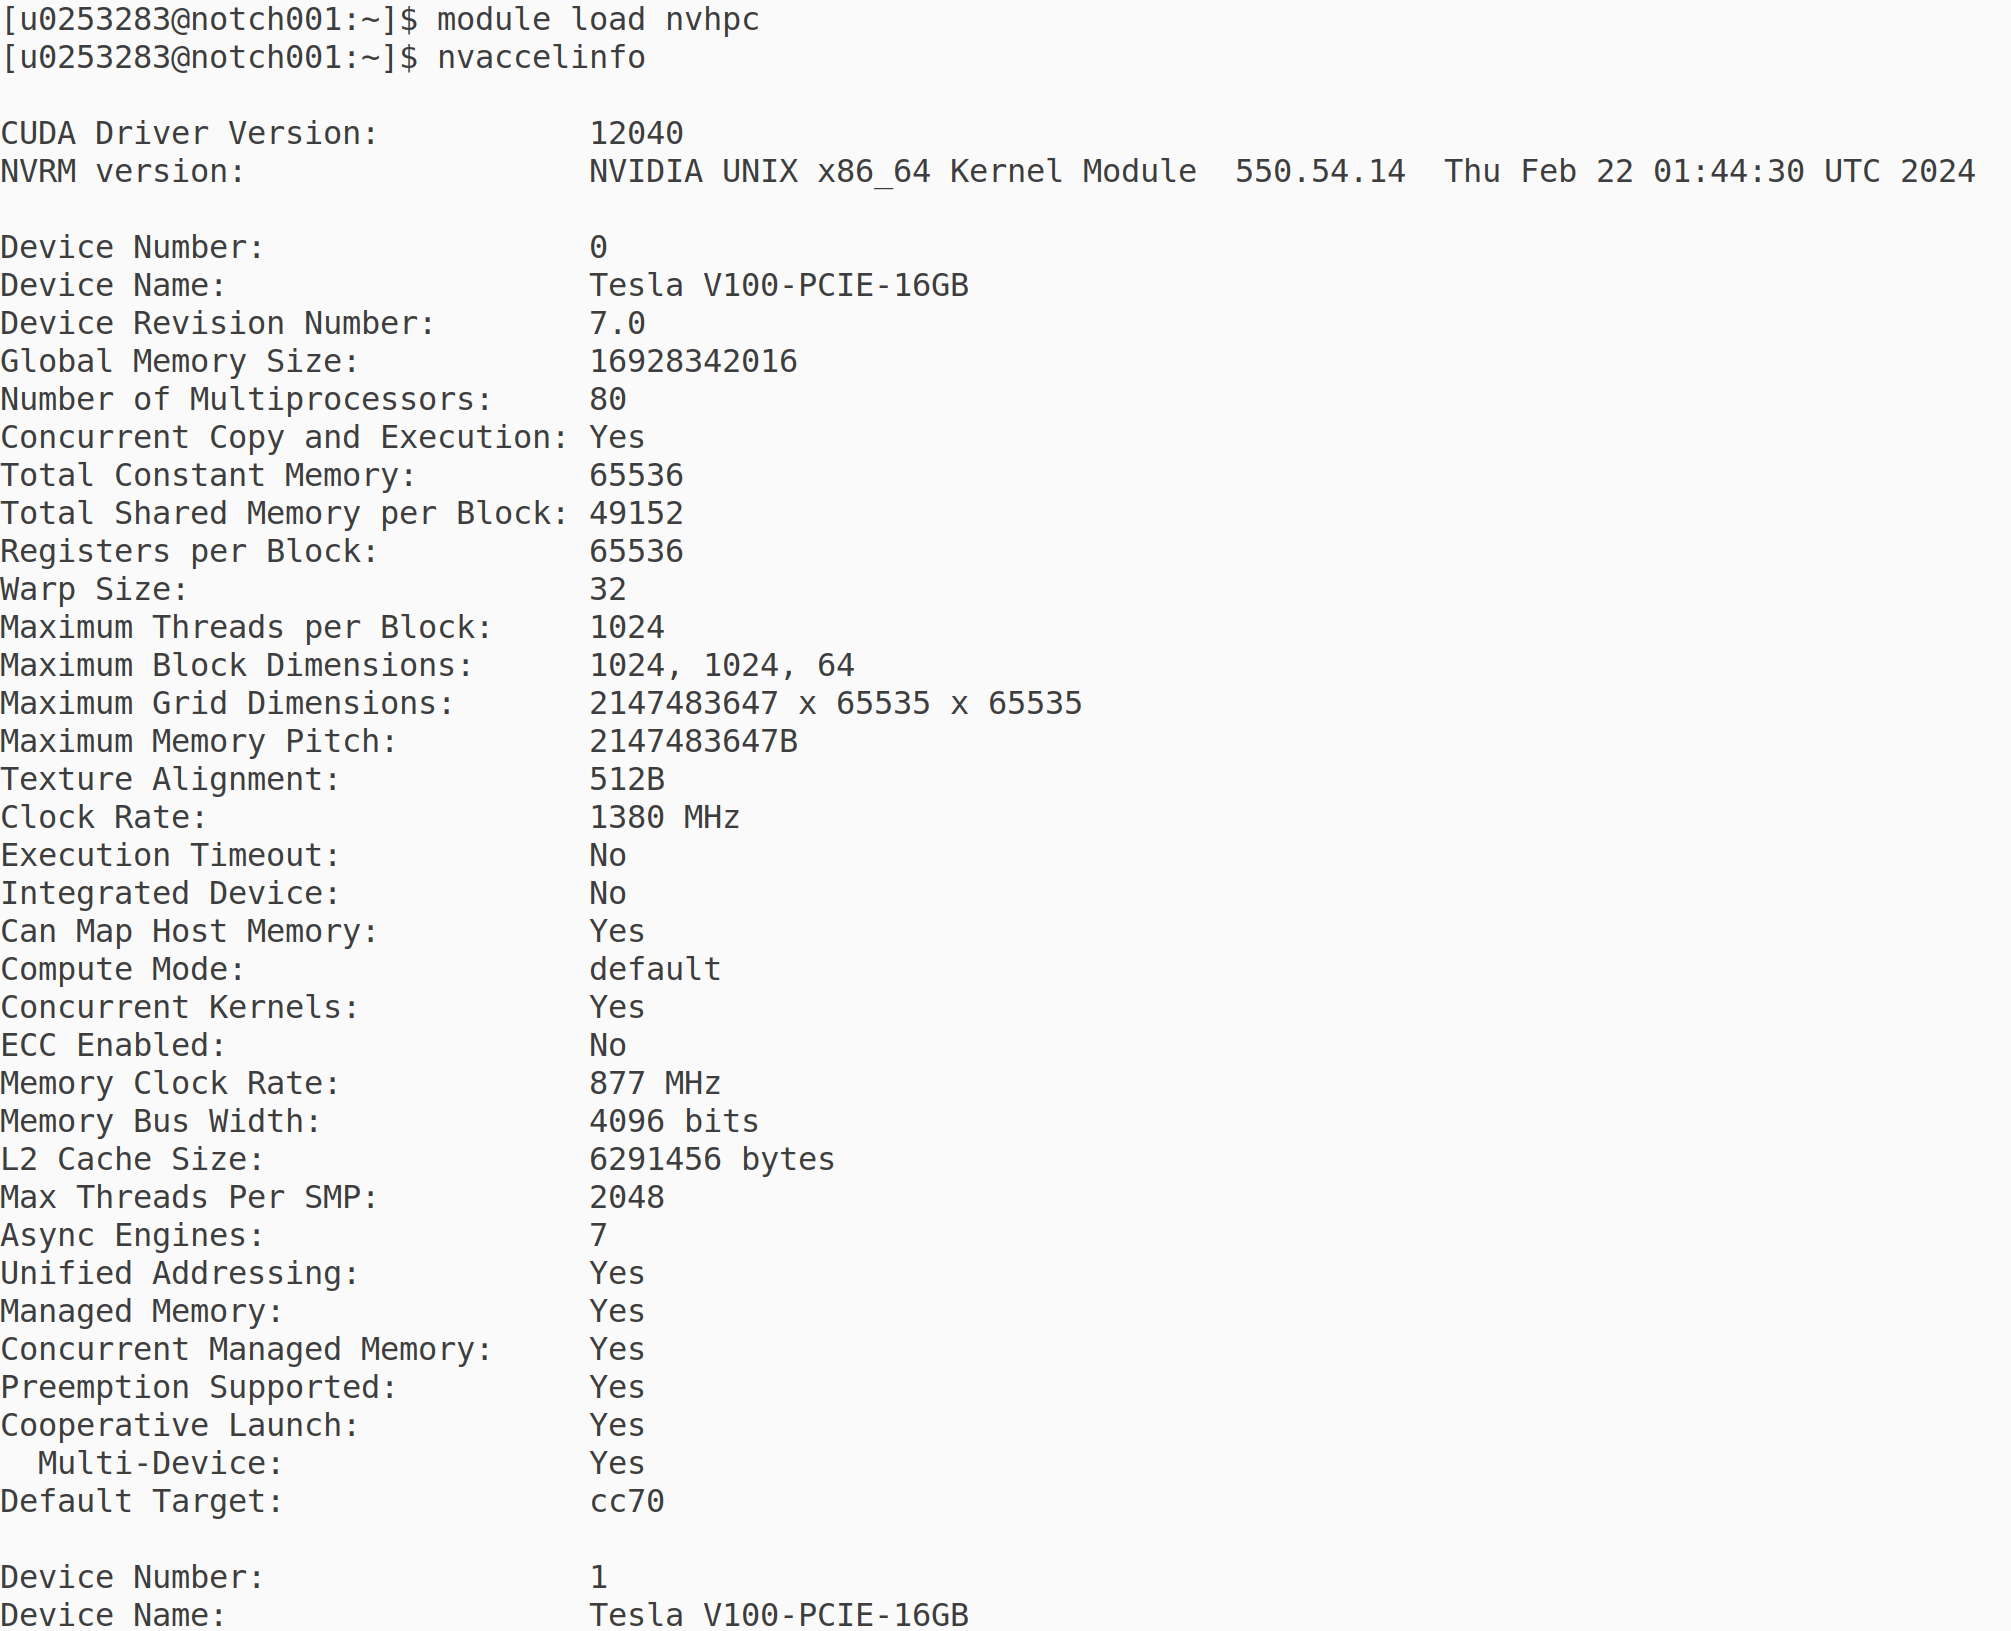 [u0253283@notch001:~]$ module load nvhpc
[u0253283@notch001:~]$ nvaccelinfo
CUDA Driver Version:           12040
NVRM version:                  NVIDIA UNIX x86_64 Kernel Module  550.54.14  Thu Feb 22 01:44:30 UTC 2024
Device Number:                 0
Device Name:                   Tesla V100-PCIE-16GB
Device Revision Number:        7.0
Global Memory Size:            16928342016
Number of Multiprocessors:     80
Concurrent Copy and Execution: Yes
Total Constant Memory:         65536
Total Shared Memory per Block: 49152
Registers per Block:           65536
Warp Size:                     32
Maximum Threads per Block:     1024
Maximum Block Dimensions:      1024, 1024, 64
Maximum Grid Dimensions:       2147483647 x 65535 x 65535
Maximum Memory Pitch:          2147483647B
Texture Alignment:             512B
Clock Rate:                    1380 MHz
Execution Timeout:             No
Integrated Device:             No
Can Map Host Memory:           Yes
Compute Mode:                  default
Concurrent Kernels:            Yes
ECC Enabled:                   No
Memory Clock Rate:             877 MHz
Memory Bus Width:              4096 bits
L2 Cache Size:                 6291456 bytes
Max Threads Per SMP:           2048
Async Engines:                 7
Unified Addressing:            Yes
Managed Memory:                Yes
Concurrent Managed Memory:     Yes
Preemption Supported:          Yes
Cooperative Launch:            Yes
  Multi-Device:                Yes
Default Target:                cc70
Device Number:                 1
Device Name:                   Tesla V100-PCIE-16GB